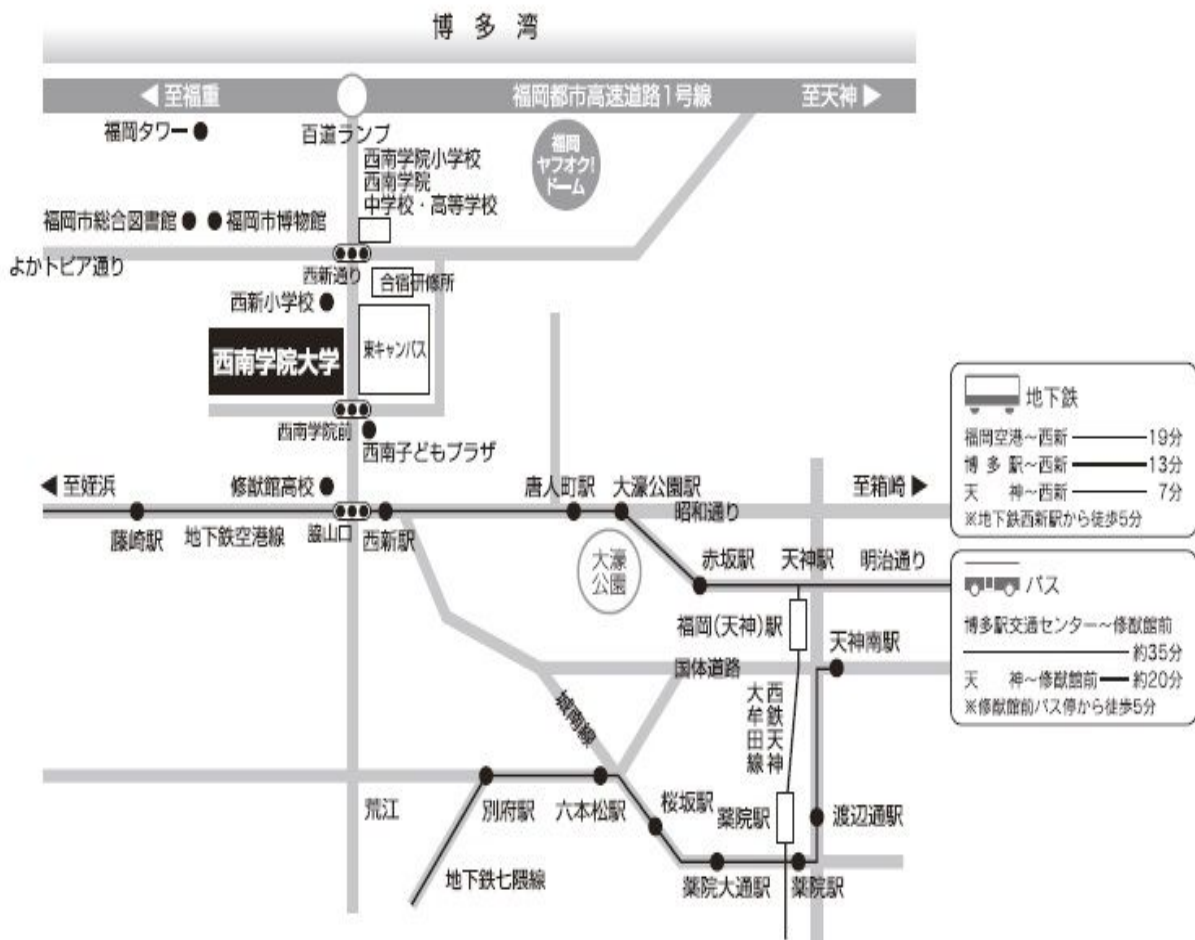 博多湾
◀至福重
福岡都市高速道路1号線
至天神▶
福岡タワー
百道ランプ
福岡
ヤフオク!
ドーム
西南学院小学校
西南学院
中学校・高等学校
福岡市総合図書館
福岡市博物館
よかトピア通り
西新通り
合宿研修所
西新小学校
西南学院大学
東キャンパス
西南学院前
西南子どもプラザ
◀至姪浜
修猷館高校
唐人町駅
大濠公園駅
至箱崎▶
昭和通り
藤崎駅
地下鉄空港線
脇山口
西新駅
大濠
公園
赤坂駅
天神駅
明治通り
福岡(天神)駅
天神南駅
国体道路
城南線
西鉄天神
大牟田線
荒江
別府駅
六本松駅
桜坂駅
薬院駅
渡辺通駅
地下鉄七隈線
薬院大通駅
薬院駅
地下鉄
福岡空港~西新 19分
博多駅~西新 13分
天神~西新 7分
※地下鉄西新駅から徒歩5分
バス
博多駅交通センター~修猷館前
約35分
天神~修猷館前 約20分
※修猷館前バス停から徒歩5分